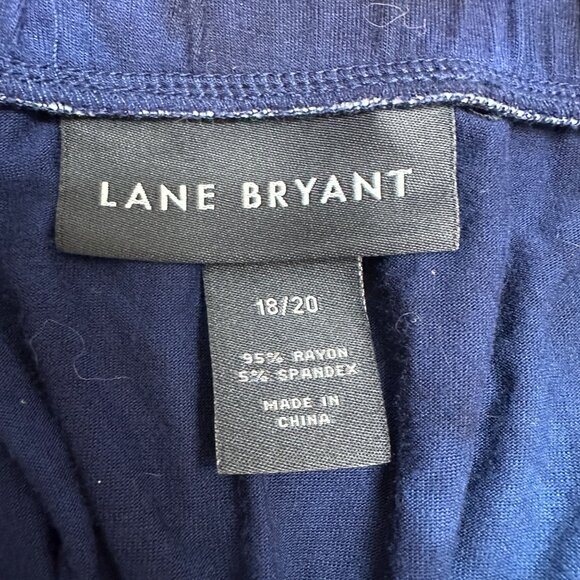 LANE BRYANT
18/20
95% RAYON
5% SPANDEX
MADE IN
CHINA